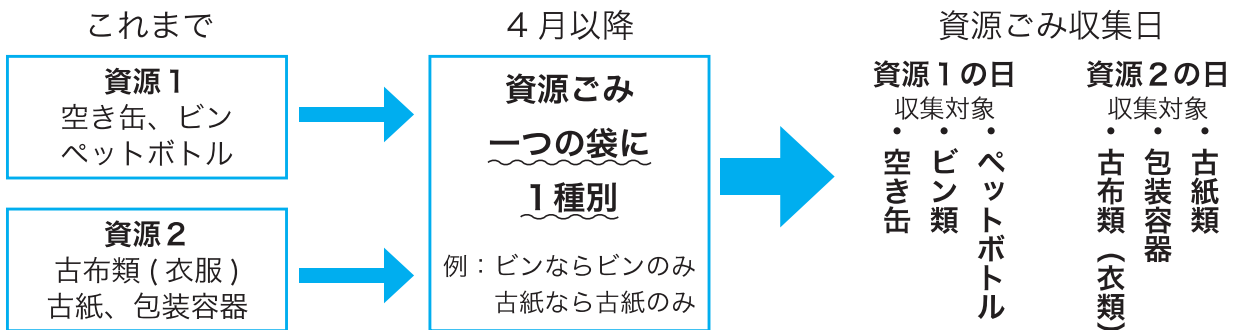 これまで
資源1
空き缶、ビン
ペットボトル
資源2
古布類(衣服)
古紙、包装容器
4月以降
資源ごみ
一つの袋に
1種別
例：ビンならビンのみ
古紙なら古紙のみ
資源ごみ収集日
資源1の日
収集対象
・ペットボトル
・ビン類
・空き缶
資源2の日
収集対象
・古紙類
・包装容器
・古布類(衣類)